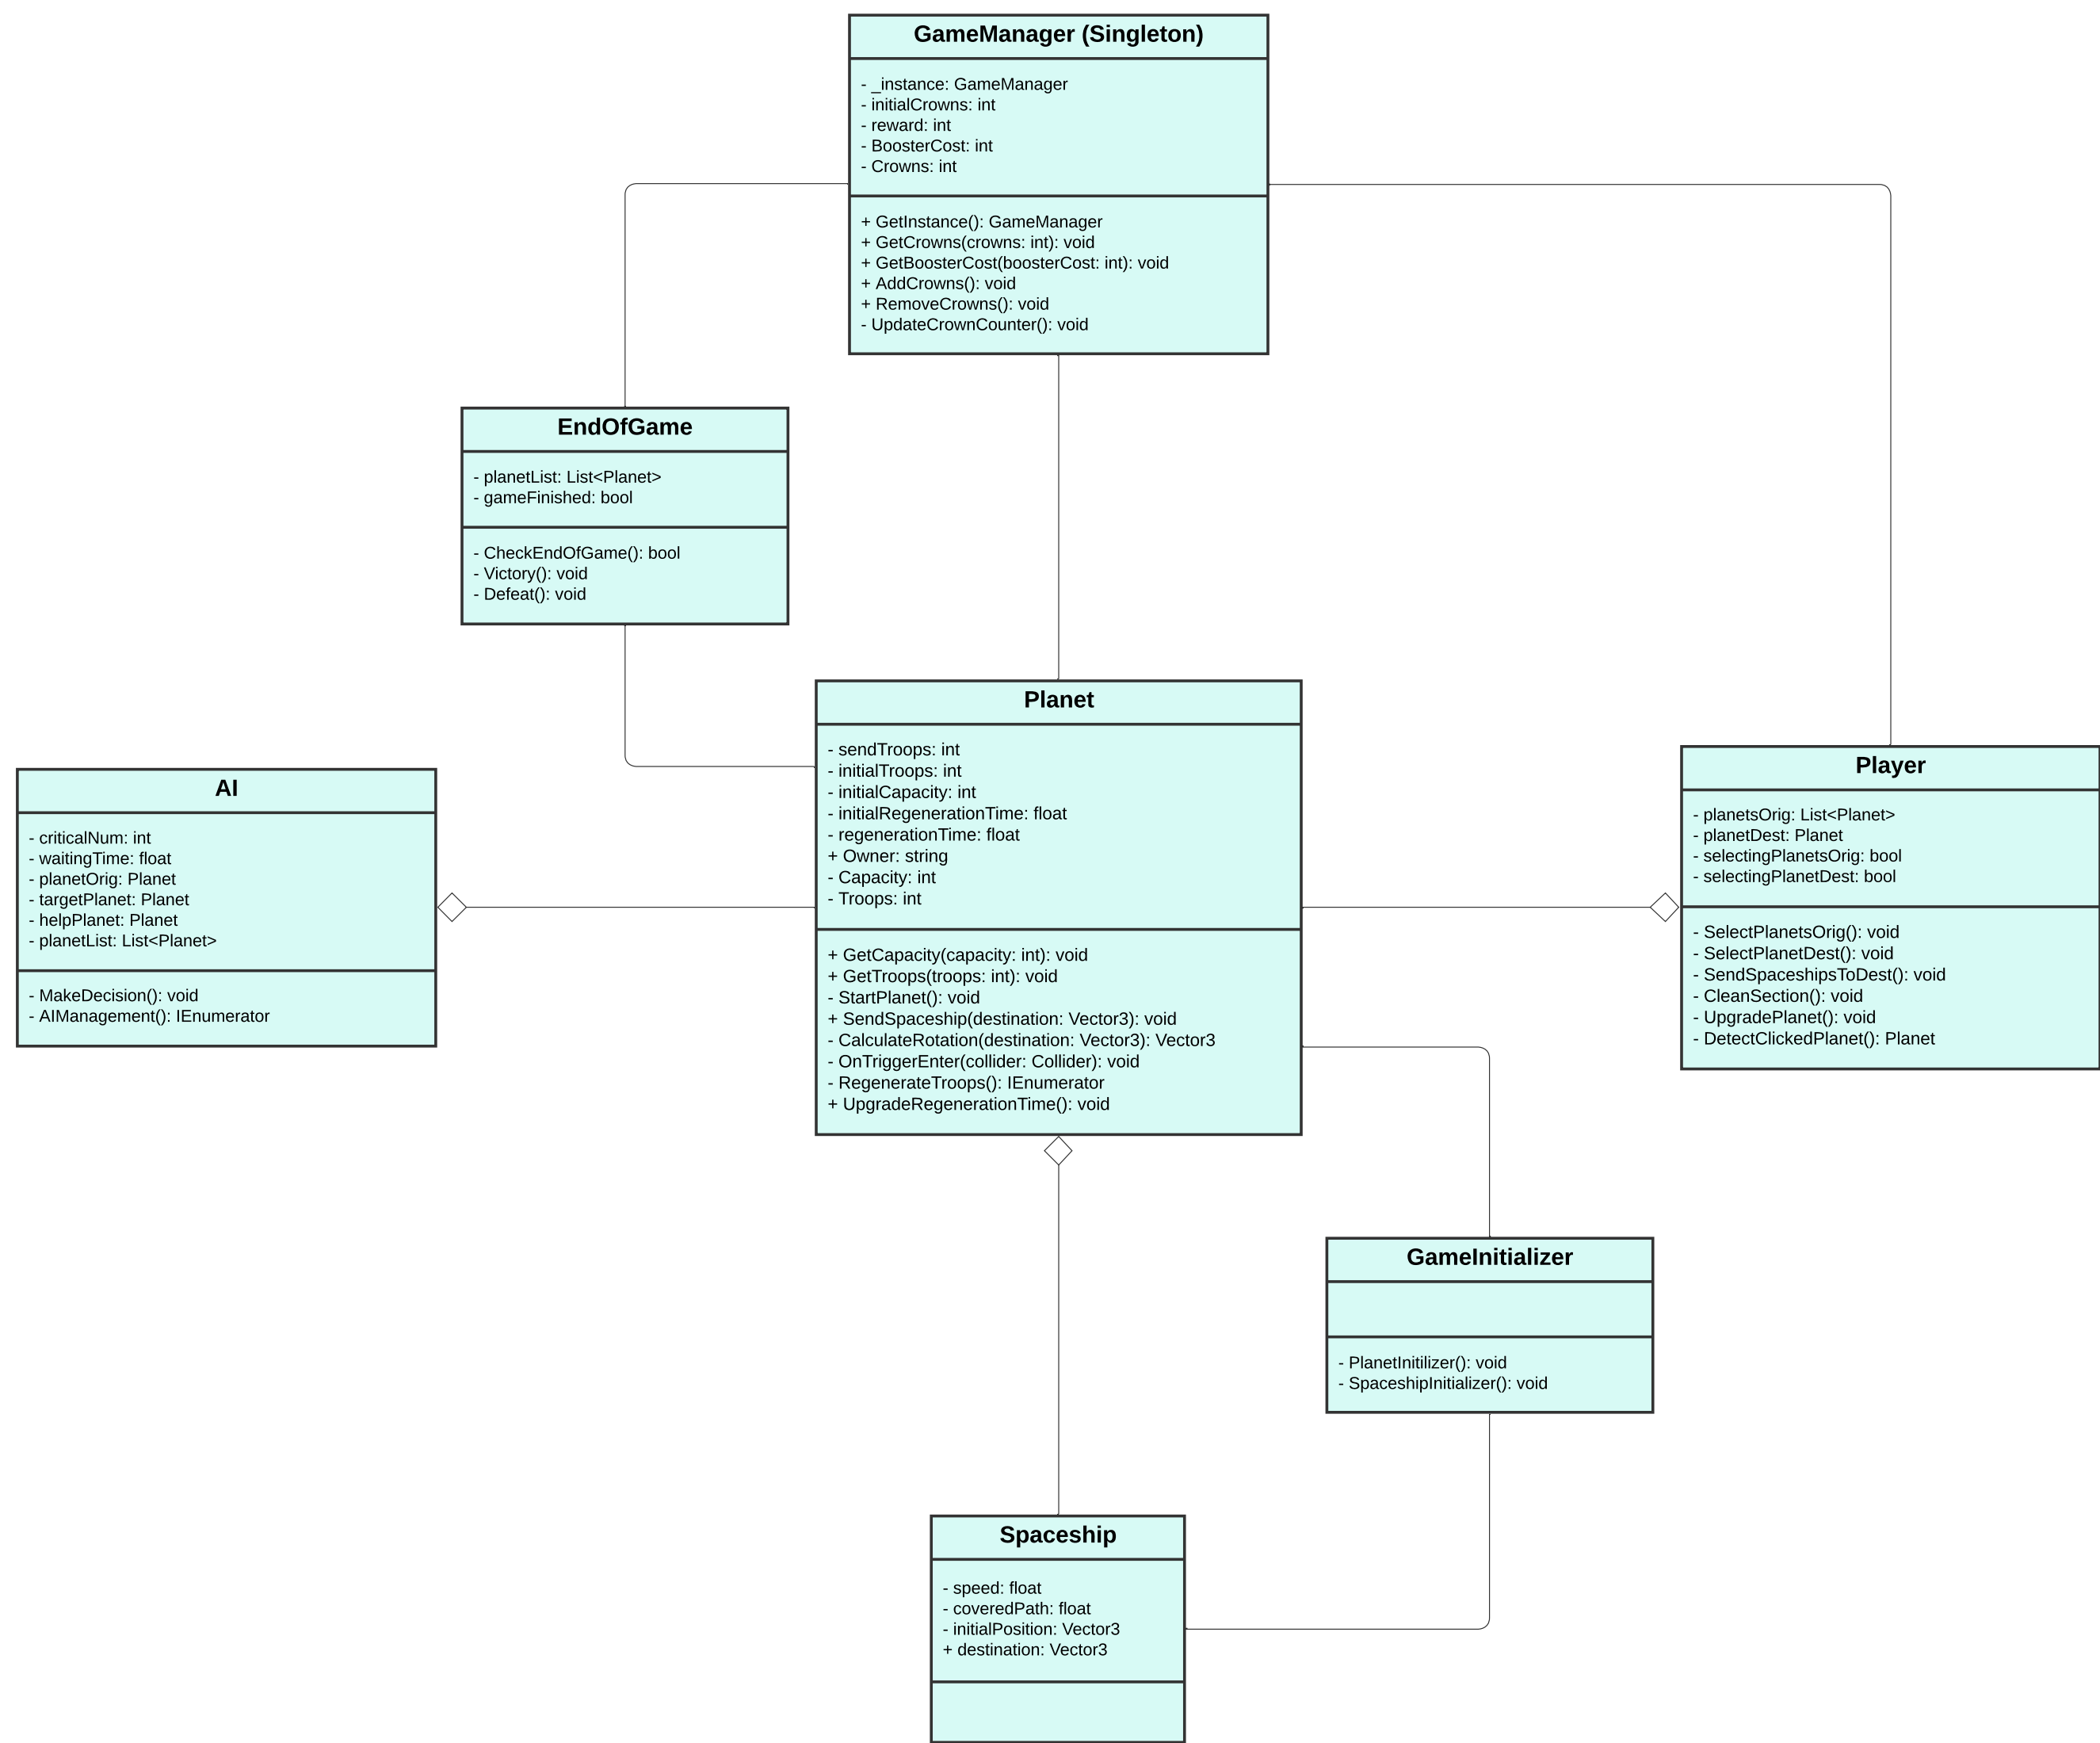 GameManager (Singleton)
- _instance: GameManager
- initialCrowns: int
- reward: int
- BoosterCost: int
- Crowns: int
+ GetInstance(): GameManager
+ GetCrowns(crowns: int): void
+ GetBoosterCost(boosterCost: int): void
+ AddCrowns(): void
+ RemoveCrowns(): void
- UpdateCrownCounter(): void
EndOfGame
- planetList: List<Planet>
- gameFinished: bool
- CheckEndOfGame(): bool
- Victory(): void
- Defeat(): void
Planet
- sendTroops: int
- initialTroops: int
- initialCapacity: int
- initialRegenerationTime: float
- regenerationTime: float
+ Owner: string
- Capacity: int
- Troops: int
+ GetCapacity(capacity: int): void
+ GetTroops(troops: int): void
- StartPlanet(): void
+ SendSpaceship(destination: Vector3): void
- CalculateRotation(destination: Vector3): Vector3
- OnTriggerEnter(collider: Collider): void
- RegenerateTroops(): IEnumerator
+ UpgradeRegenerationTime(): void
AI
- criticalNum: int
- waitingTime: float
- planetOrig: Planet
- targetPlanet: Planet
- helpPlanet: Planet
- planetList: List<Planet>
- MakeDecision(): void
- AIManagement(): IEnumerator
Player
- planetsOrig: List<Planet>
- planetDest: Planet
- selectingPlanetsOrig: bool
- selectingPlanetDest: bool
- SelectPlanetsOrig(): void
- SelectPlanetDest(): void
- SendSpaceshipsToDest(): void
- CleanSection(): void
- UpgradePlanet(): void
- DetectClickedPlanet(): Planet
GameInitializer
- PlanetInitilizer(): void
- SpaceshipInitializer(): void
Spaceship
- speed: float
- coveredPath: float
- initialPosition: Vector3
+ destination: Vector3